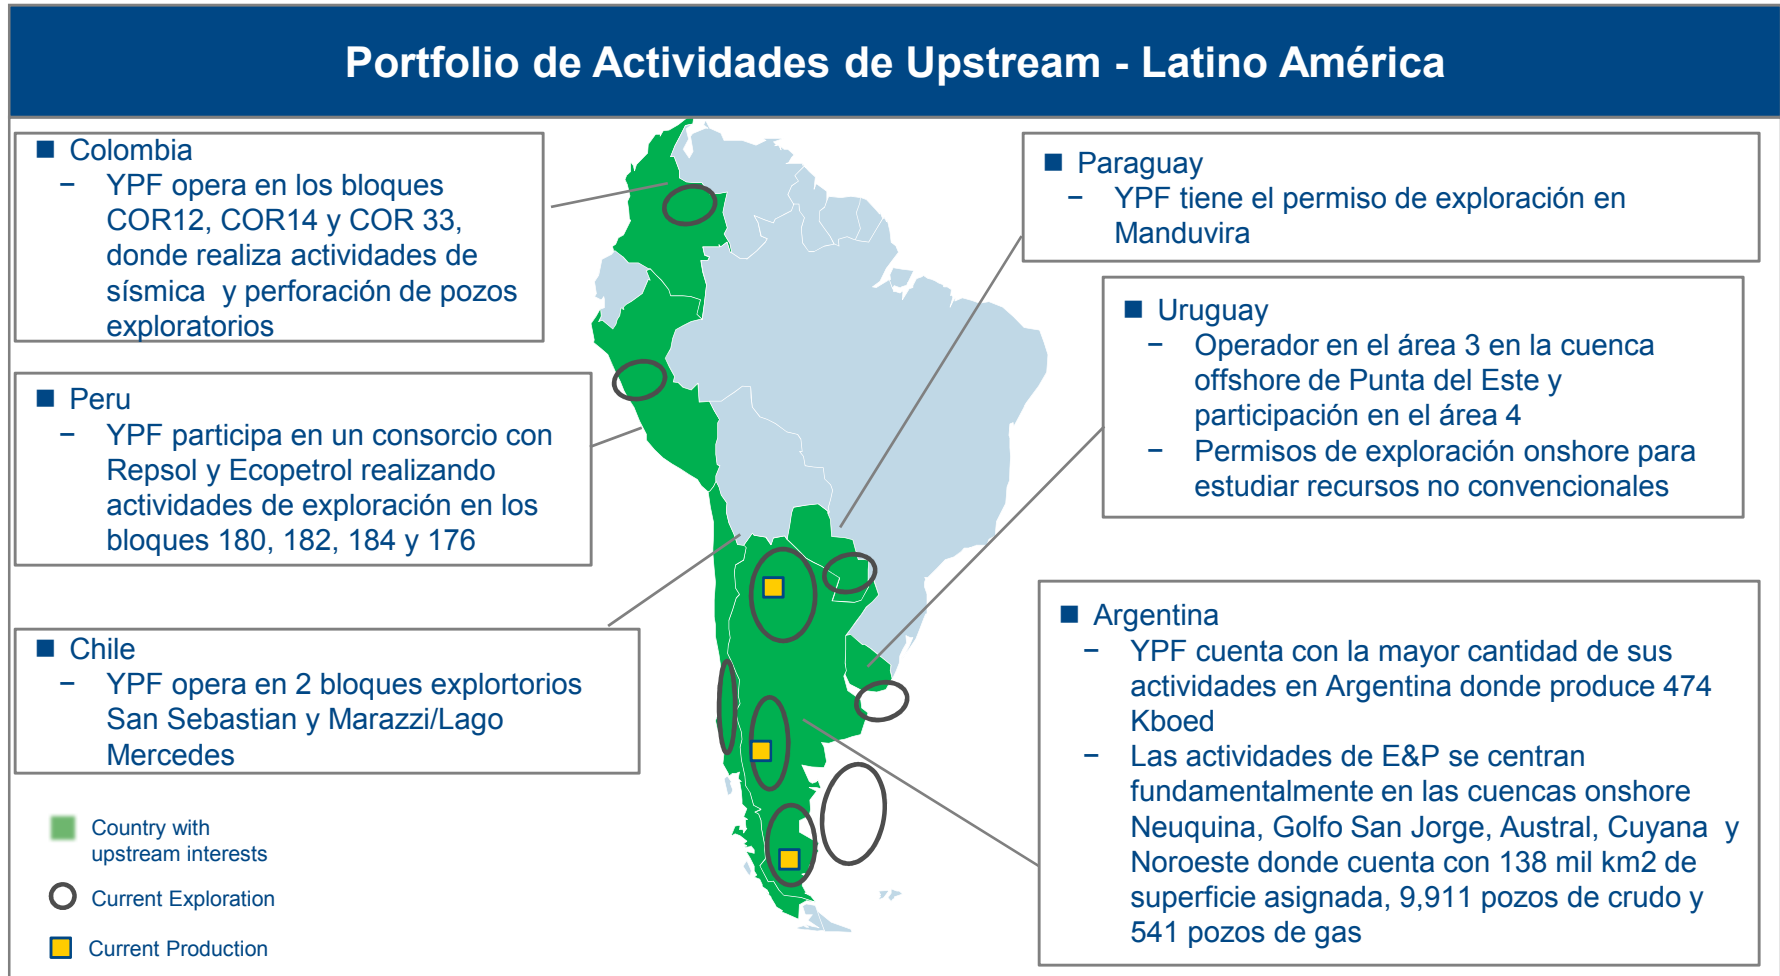 Portfolio de Actividades de Upstream - Latino América
■ Colombia
– YPF opera en los bloques
COR12, COR14 y COR 33,
donde realiza actividades de
sísmica y perforación de pozos
exploratorios
■ Peru
– YPF participa en un consorcio con
Repsol y Ecopetrol realizando
actividades de exploración en los
bloques 180, 182, 184 y 176
■ Chile
– YPF opera en 2 bloques explortorios
San Sebastian y Marazzi/Lago
Mercedes
Country with
upstream interests
Current Exploration
Current Production
■ Paraguay
– YPF tiene el permiso de exploración en
Manduvira
■ Uruguay
– Operador en el área 3 en la cuenca
offshore de Punta del Este y
participación en el área 4
– Permisos de exploración onshore para
estudiar recursos no convencionales
■ Argentina
– YPF cuenta con la mayor cantidad de sus
actividades en Argentina donde produce 474
Kboed
– Las actividades de E&P se centran
fundamentalmente en las cuencas onshore
Neuquina, Golfo San Jorge, Austral, Cuyana y
Noroeste donde cuenta con 138 mil km2 de
superficie asignada, 9,911 pozos de crudo y
541 pozos de gas